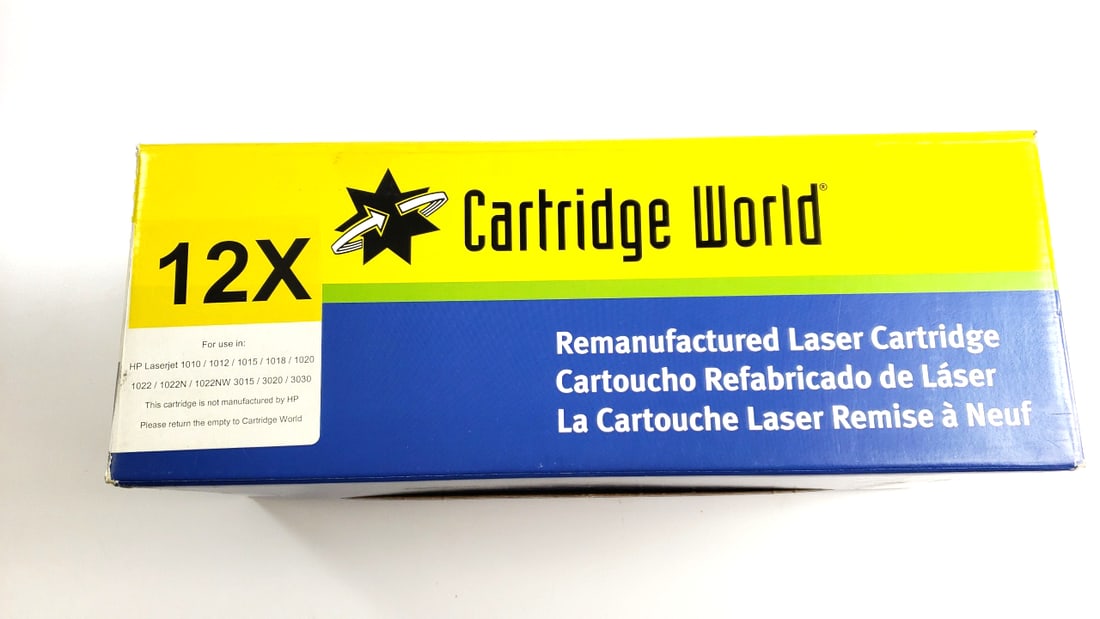 Cartridge World®
12X
For use in:
HP Laserjet 1010 / 1012 / 1015 / 1018 / 1020
1022 / 1022N / 1022NW 3015 / 3020 / 3030
This cartridge is not manufactured by HP
Please return the empty to Cartridge World
Remanufactured Laser Cartridge
Cartoucho Refabricado de Láser
La Cartouche Laser Remise à Neuf